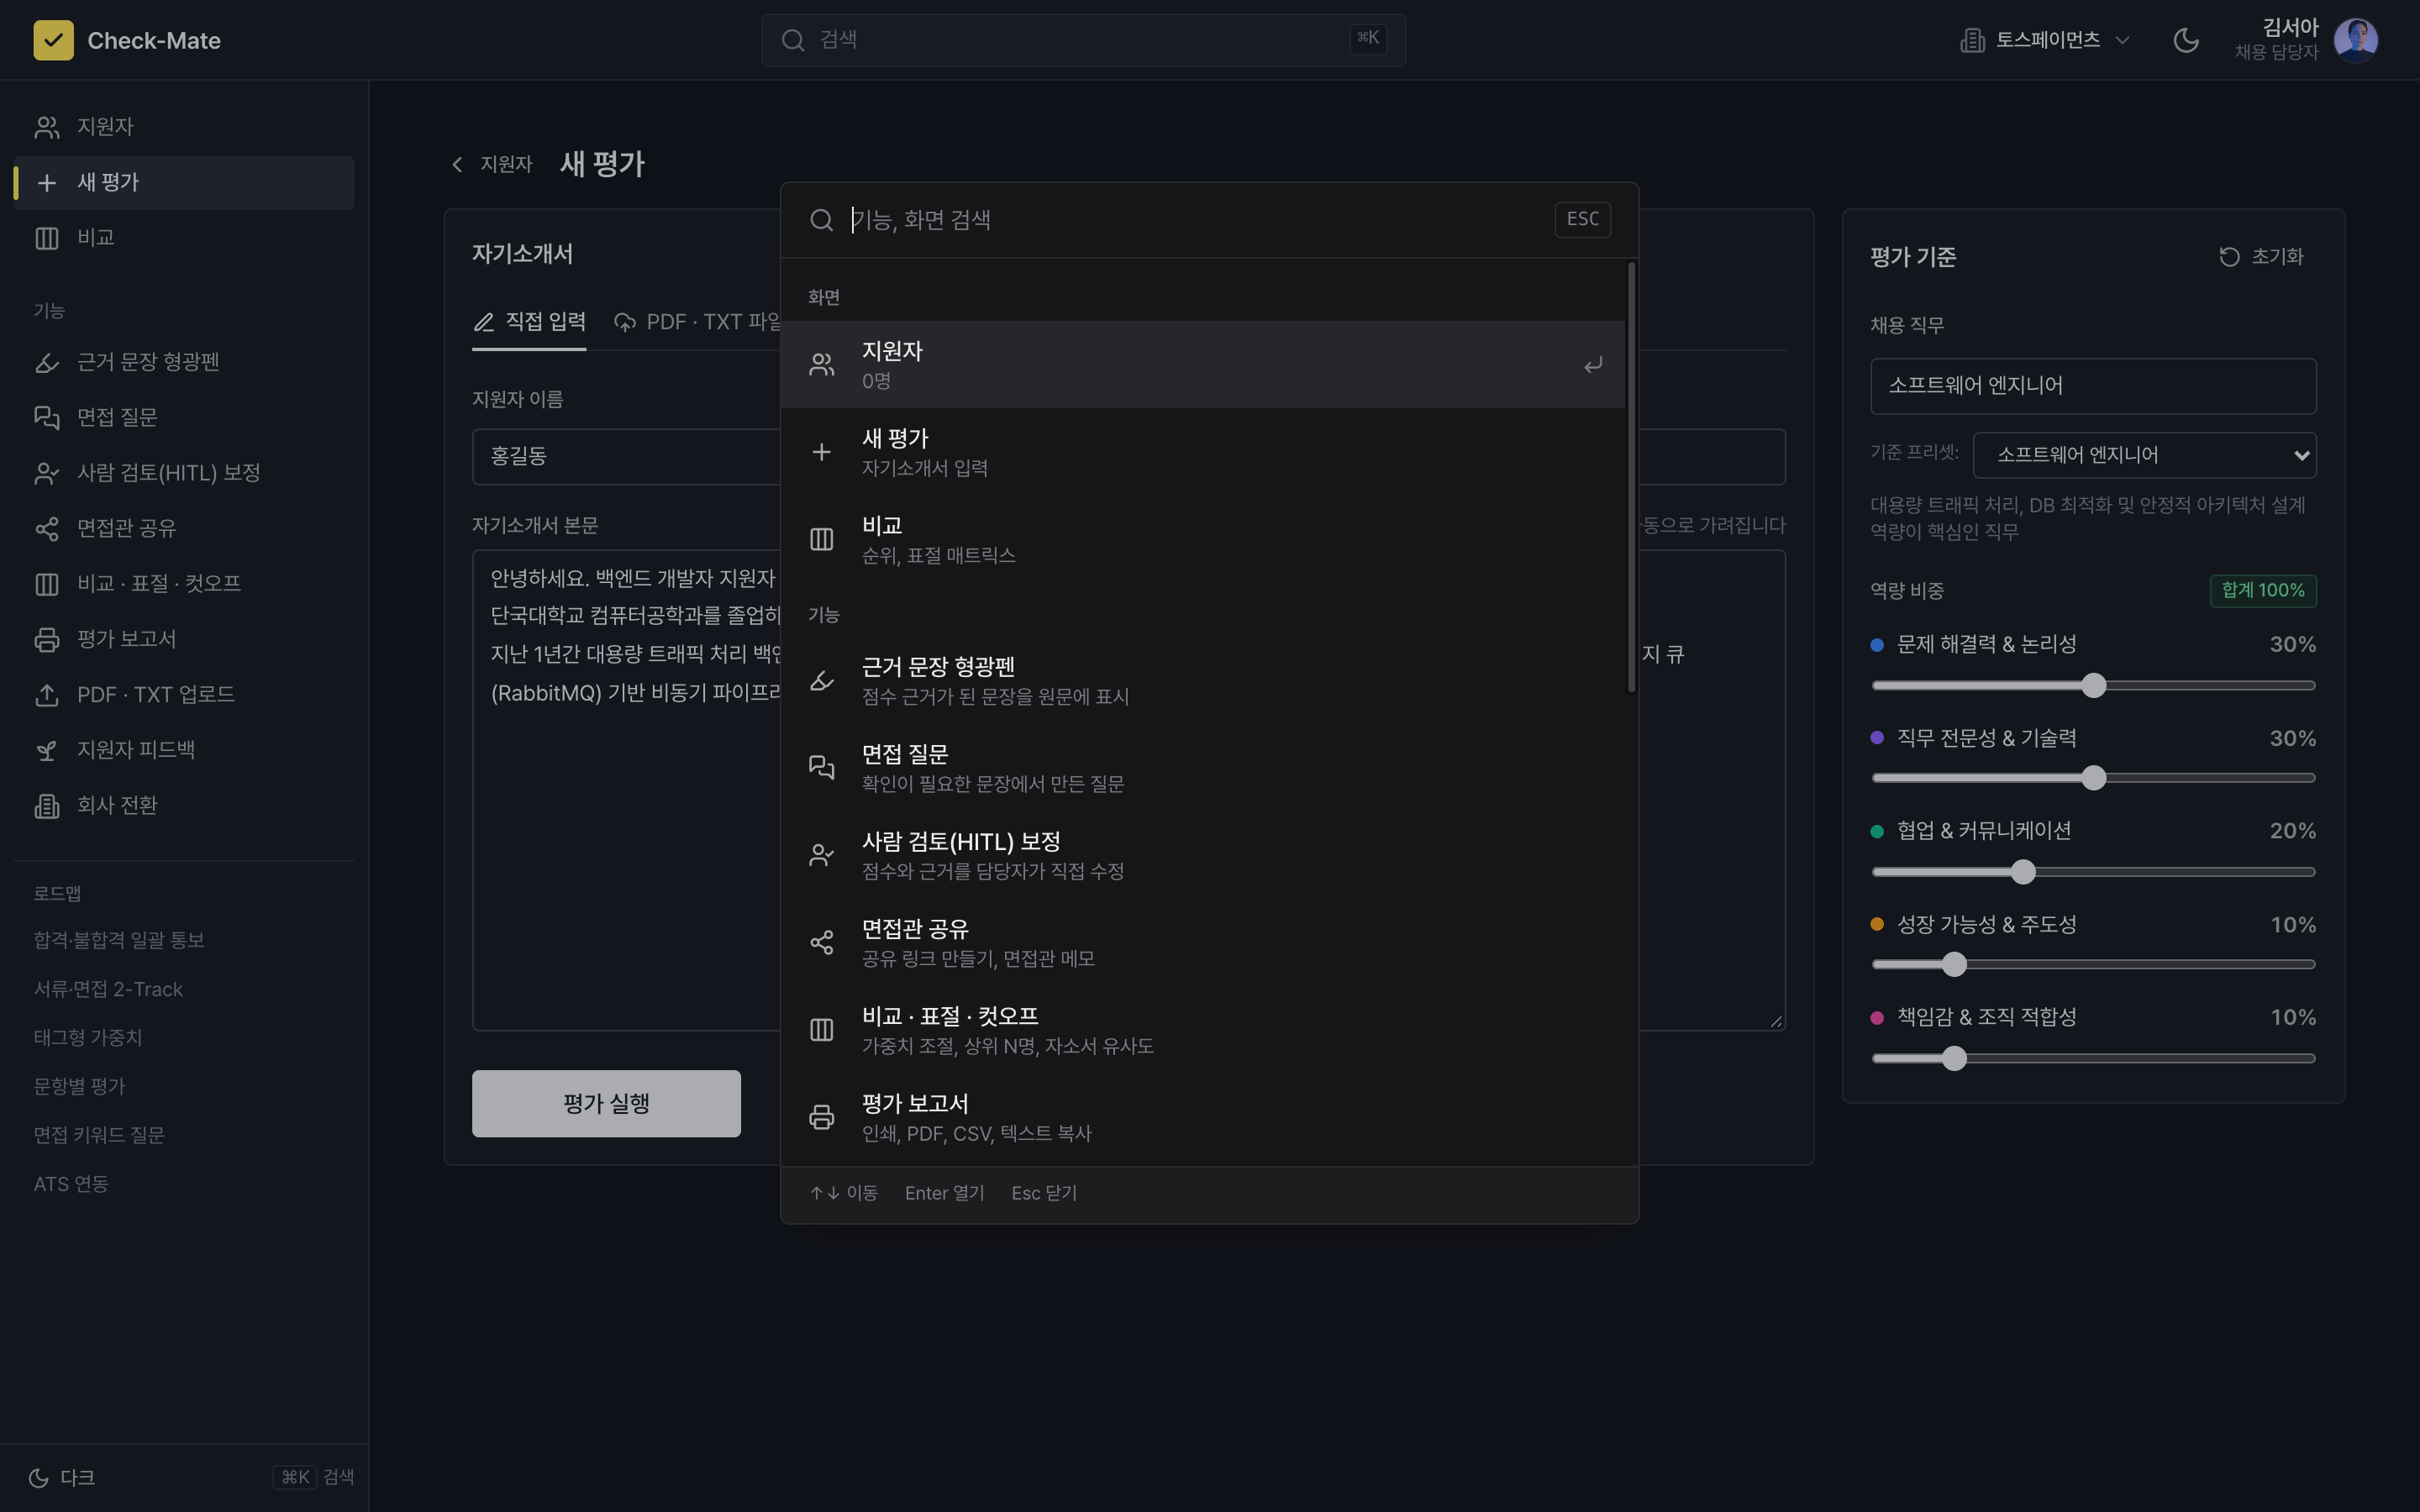 Check-Mate
검색
⌘K
토스페이먼츠
김서아
채용 담당자
지원자
새 평가
비교
기능
근거 문장 형광펜
면접 질문
사람 검토(HITL) 보정
면접관 공유
비교 · 표절 · 컷오프
평가 보고서
PDF · TXT 업로드
지원자 피드백
회사 전환
로드맵
합격·불합격 일괄 통보
서류·면접 2-Track
태그형 가중치
문항별 평가
면접 키워드 질문
ATS 연동
다크
⌘K 검색
지원자 새 평가
자기소개서
직접 입력
PDF · TXT 파일
지원자 이름
홍길동
자기소개서 본문
동으로 가려집니다
안녕하세요. 백엔드 개발자 지원자
단국대학교 컴퓨터공학과를 졸업하
지난 1년간 대용량 트래픽 처리 백엔
지 큐
(RabbitMQ) 기반 비동기 파이프라
평가 실행
기능, 화면 검색
ESC
화면
지원자
0명
새 평가
자기소개서 입력
비교
순위, 표절 매트릭스
기능
근거 문장 형광펜
점수 근거가 된 문장을 원문에 표시
면접 질문
확인이 필요한 문장에서 만든 질문
사람 검토(HITL) 보정
점수와 근거를 담당자가 직접 수정
면접관 공유
공유 링크 만들기, 면접관 메모
비교 · 표절 · 컷오프
가중치 조절, 상위 N명, 자소서 유사도
평가 보고서
인쇄, PDF, CSV, 텍스트 복사
↑↓ 이동 Enter 열기 Esc 닫기
평가 기준
초기화
채용 직무
소프트웨어 엔지니어
기준 프리셋: 소프트웨어 엔지니어
대용량 트래픽 처리, DB 최적화 및 안정적 아키텍처 설계
역량이 핵심인 직무
역량 비중
합계 100%
문제 해결력 & 논리성 30%
직무 전문성 & 기술력 30%
협업 & 커뮤니케이션 20%
성장 가능성 & 주도성 10%
책임감 & 조직 적합성 10%